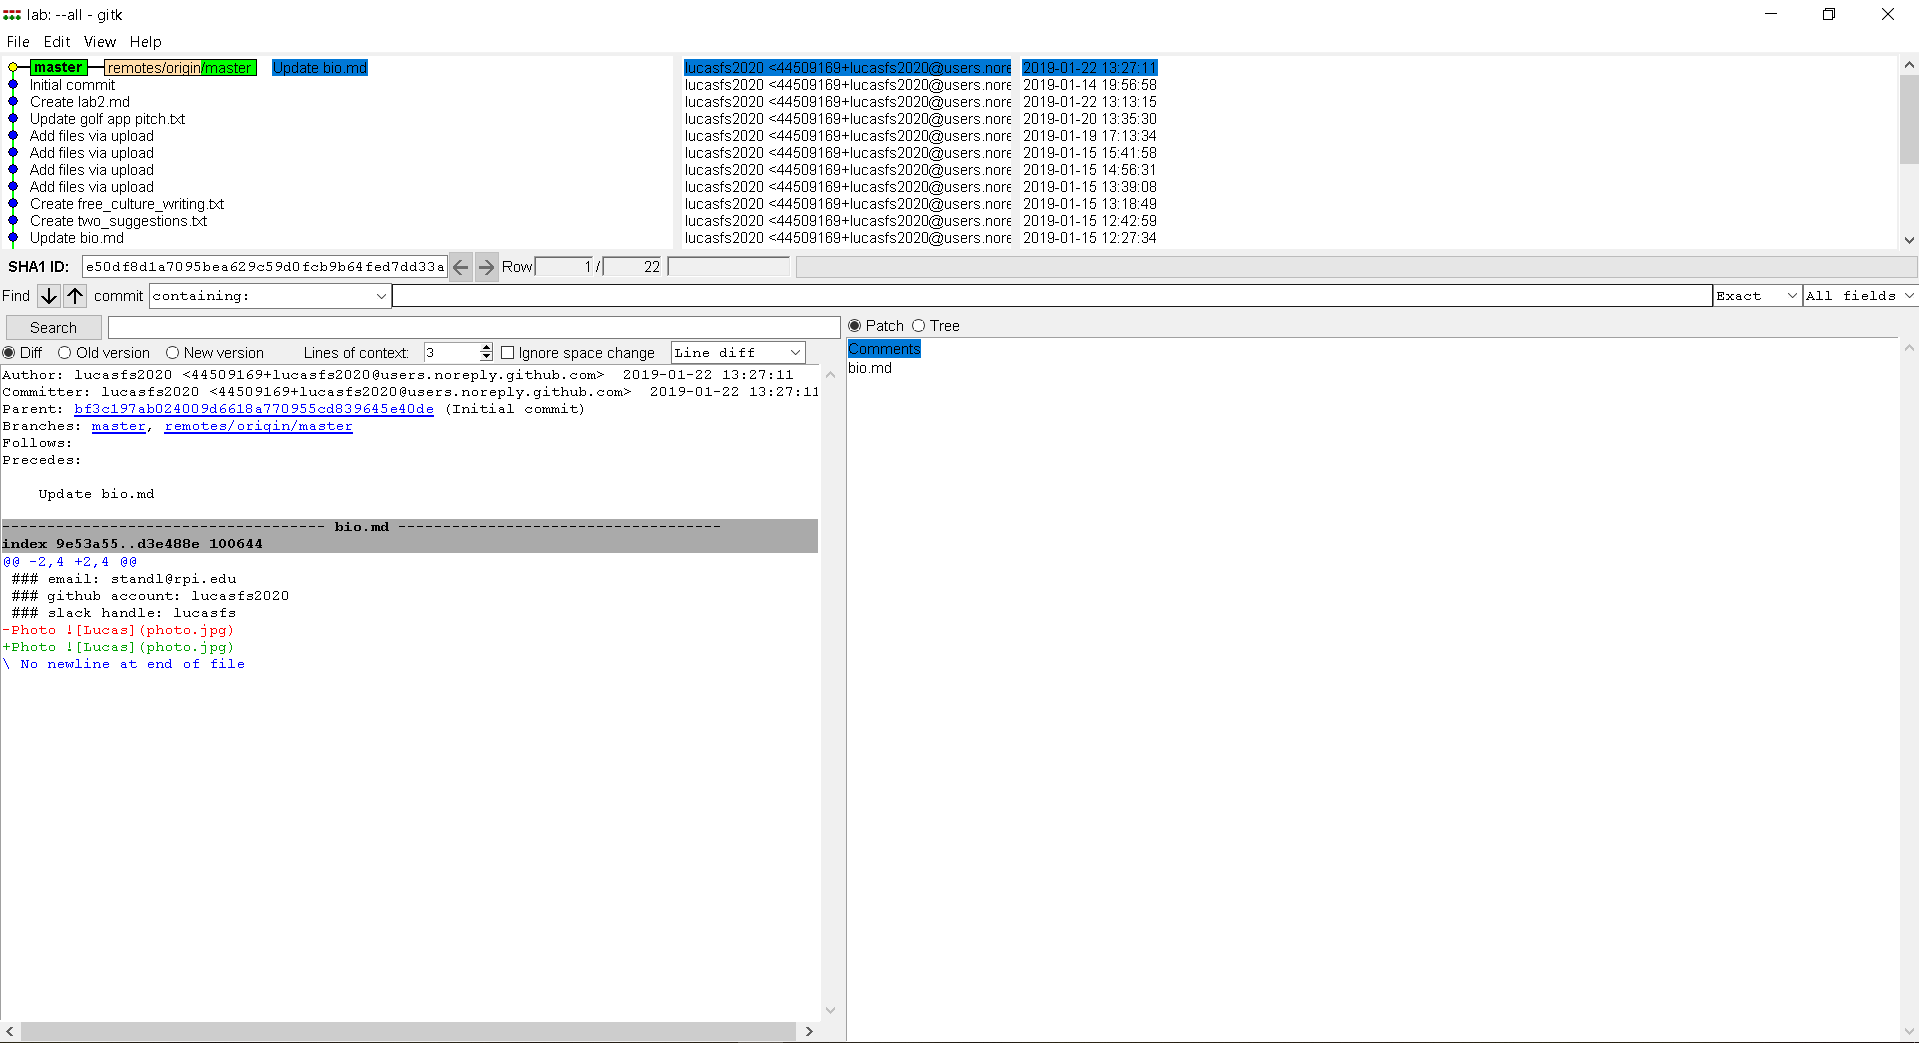 lab: --all - gitk
File Edit View Help
master remotes/origin/master Update bio.md lucasfs2020 <44509169+lucasfs2020@users.nore 2019-01-22 13:27:11
Initial commit lucasfs2020 <44509169+lucasfs2020@users.nore 2019-01-14 19:56:58
Create lab2.md lucasfs2020 <44509169+lucasfs2020@users.nore 2019-01-22 13:13:15
Update golf app pitch.txt lucasfs2020 <44509169+lucasfs2020@users.nore 2019-01-20 13:35:30
Add files via upload lucasfs2020 <44509169+lucasfs2020@users.nore 2019-01-19 17:13:34
Add files via upload lucasfs2020 <44509169+lucasfs2020@users.nore 2019-01-15 15:41:58
Add files via upload lucasfs2020 <44509169+lucasfs2020@users.nore 2019-01-15 14:56:31
Add files via upload lucasfs2020 <44509169+lucasfs2020@users.nore 2019-01-15 13:39:08
Create free_culture_writing.txt lucasfs2020 <44509169+lucasfs2020@users.nore 2019-01-15 13:18:49
Create two_suggestions.txt lucasfs2020 <44509169+lucasfs2020@users.nore 2019-01-15 12:42:59
Update bio.md lucasfs2020 <44509169+lucasfs2020@users.nore 2019-01-15 12:27:34
SHA1 ID: e50df8d1a7095bea629c59d0fcb9b64fed7dd33a Row 1 / 22
Find commit containing: Exact All fields
Search Patch Tree
Diff Old version New version Lines of context: 3 Ignore space change Line diff
Comments
bio.md
Author: lucasfs2020 <44509169+lucasfs2020@users.noreply.github.com> 2019-01-22 13:27:11
Committer: lucasfs2020 <44509169+lucasfs2020@users.noreply.github.com> 2019-01-22 13:27:11
Parent: bf3c197ab024009d6618a770955cd839645e40de (Initial commit)
Branches: master, remotes/origin/master
Follows:
Precedes:
Update bio.md
------------------------------------ bio.md ------------------------------------
index 9e53a55..d3e488e 100644
@@ -2,4 +2,4 @@
### email: standl@rpi.edu
### github account: lucasfs2020
### slack handle: lucasfs
-Photo ![Lucas](photo.jpg)
+Photo ![Lucas](photo.jpg)
\ No newline at end of file